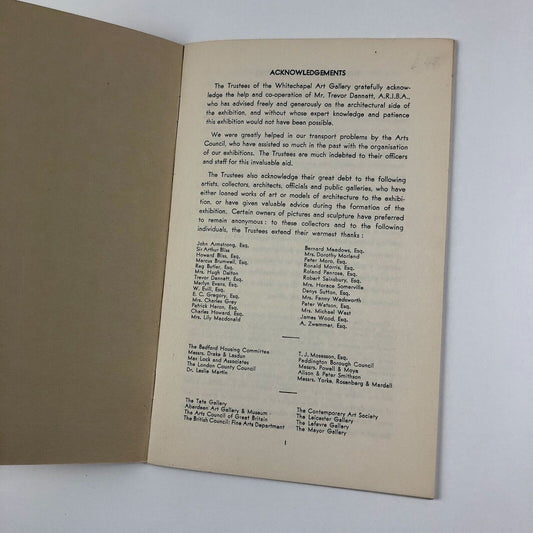 ACKNOWLEDGEMENTS
The Trustees of the Whitechapel Art Gallery gratefully acknow-
ledge the help and co-operation of Mr. Trevor Dannatt, A.R.I.B.A.,
who has advised freely and generously on the architectural side of
the exhibition, and without whose expert knowledge and patience
this exhibition would not have been possible.
We were greatly helped in our transport problems by the Arts
Council, who have assisted so much in the past with the organisation
of our exhibitions. The Trustees are much indebted to their officers
and staff for this invaluable aid.
The Trustees also acknowledge their great debt to the following
artists, collectors, architects, officials and public galleries, who have
either loaned works of art or models of architecture to the exhibi-
tion, or have given valuable advice during the formation of the
exhibition. Certain owners of pictures and sculpture have preferred
to remain anonymous : to these collectors and to the following
individuals, the Trustees extend their warmest thanks :
John Armstrong, Esq.
Sir Arthur Bliss
Howard Bliss, Esq.
Marcus Brumwell, Esq.
Reg Butler, Esq.
Mrs. Hugh Dalton
Trevor Dannatt, Esq.
Merlyn Evans, Esq.
W. Evill, Esq.
E. C. Gregory, Esq.
Mrs. Charles Grey
Patrick Heron, Esq.
Charles Howard, Esq.
Mrs. Lily Macdonald
Bernard Meadows, Esq.
Mrs. Dorothy Morland
Peter Moro, Esq.
Ronald Morris, Esq.
Roland Penrose, Esq.
Robert Sainsbury, Esq.
Mrs. Horace Somerville
Denys Sutton, Esq.
Mrs. Fanny Wadsworth
Peter Watson, Esq.
Mrs. Michael West
James Wood, Esq.
A. Zwemmer, Esq.
The Bedford Housing Committee
Messrs. Drake & Lasdun
Max Lock and Associates
The London County Council
Dr. Leslie Martin
T. J. Mosesson, Esq.
Paddington Borough Council
Messrs. Powell & Moya
Alison & Peter Smithson
Messrs. Yorke, Rosenberg & Mardall
The Tate Gallery
Aberdeen Art Gallery & Museum
The Arts Council of Great Britain
The British Council: Fine Arts Department
The Contemporary Art Society
The Leicester Gallery
The Lefevre Gallery
The Mayor Gallery
1